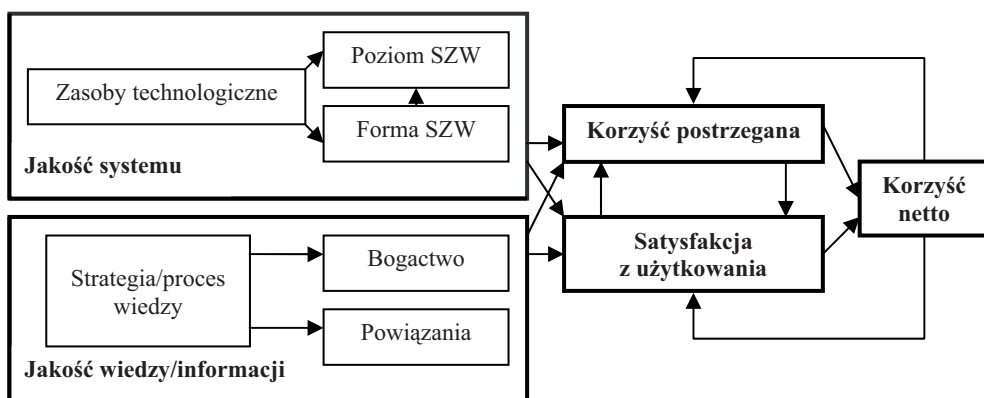 Poziom SZW
Zasoby technologiczne
Forma SZW
Jakość systemu
Strategia/proces
wiedzy
Bogactwo
Powiązania
Jakość wiedzy/informacji
Korzyść postrzegana
Satysfakcja
z użytkowania
Korzyść
netto